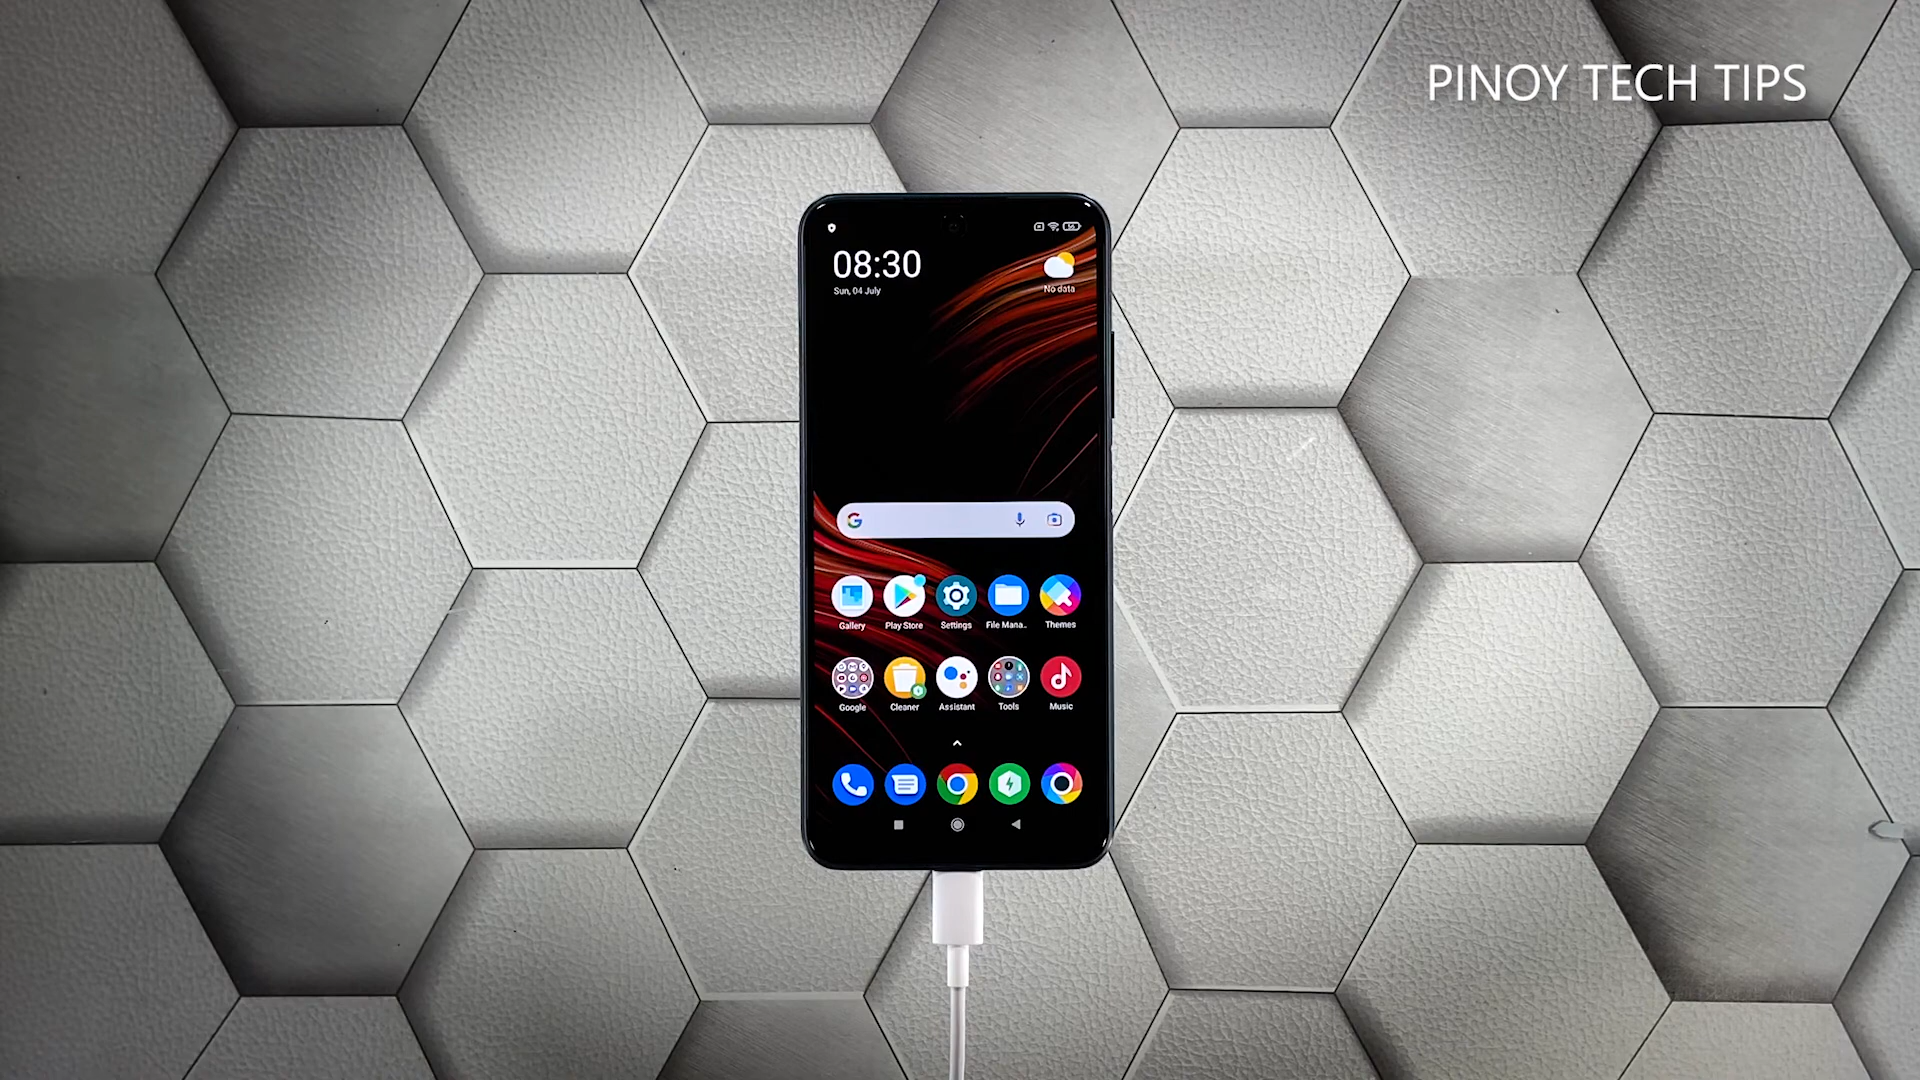 PINOY TECH TIPS
08:30
Sun, 04 July
No data
Gallery
Play Store
Settings
File Mana..
Themes
Google
Cleaner
Assistant
Tools
Music